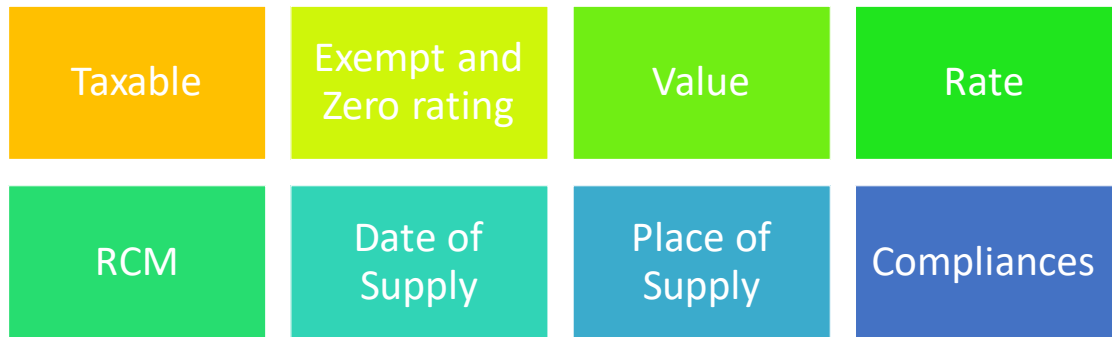 Taxable
Exempt and
Zero rating
Value
Rate
RCM
Date of
Supply
Place of
Supply
Compliances